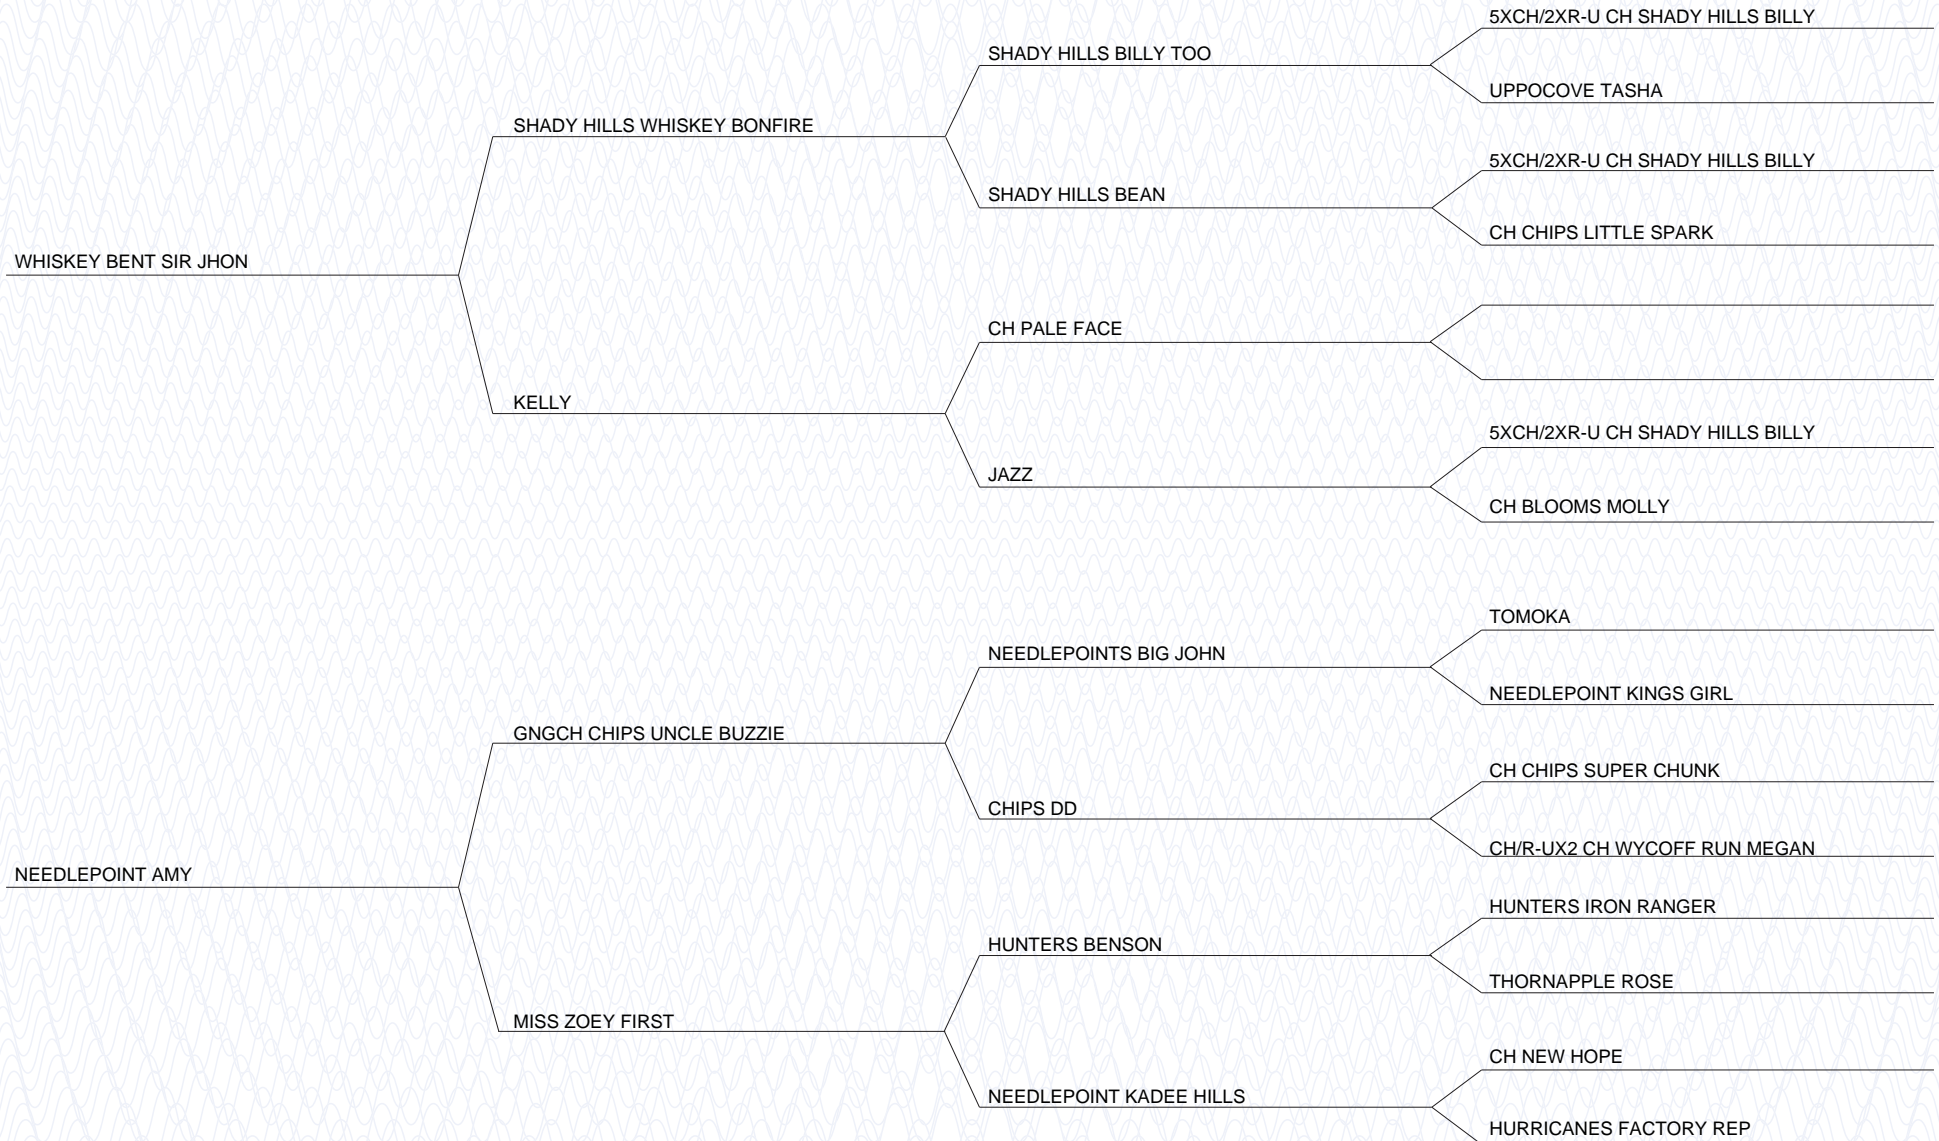 5XCH/2XR-U CH SHADY HILLS BILLY
SHADY HILLS BILLY TOO
UPPOCOVE TASHA
SHADY HILLS WHISKEY BONFIRE
5XCH/2XR-U CH SHADY HILLS BILLY
SHADY HILLS BEAN
CH CHIPS LITTLE SPARK
WHISKEY BENT SIR JHON
CH PALE FACE
KELLY
5XCH/2XR-U CH SHADY HILLS BILLY
JAZZ
CH BLOOMS MOLLY
TOMOKA
NEEDLEPOINTS BIG JOHN
NEEDLEPOINT KINGS GIRL
GNGCH CHIPS UNCLE BUZZIE
CH CHIPS SUPER CHUNK
CHIPS DD
CH/R-UX2 CH WYCOFF RUN MEGAN
NEEDLEPOINT AMY
HUNTERS IRON RANGER
HUNTERS BENSON
THORNAPPLE ROSE
MISS ZOEY FIRST
CH NEW HOPE
NEEDLEPOINT KADEE HILLS
HURRICANES FACTORY REP